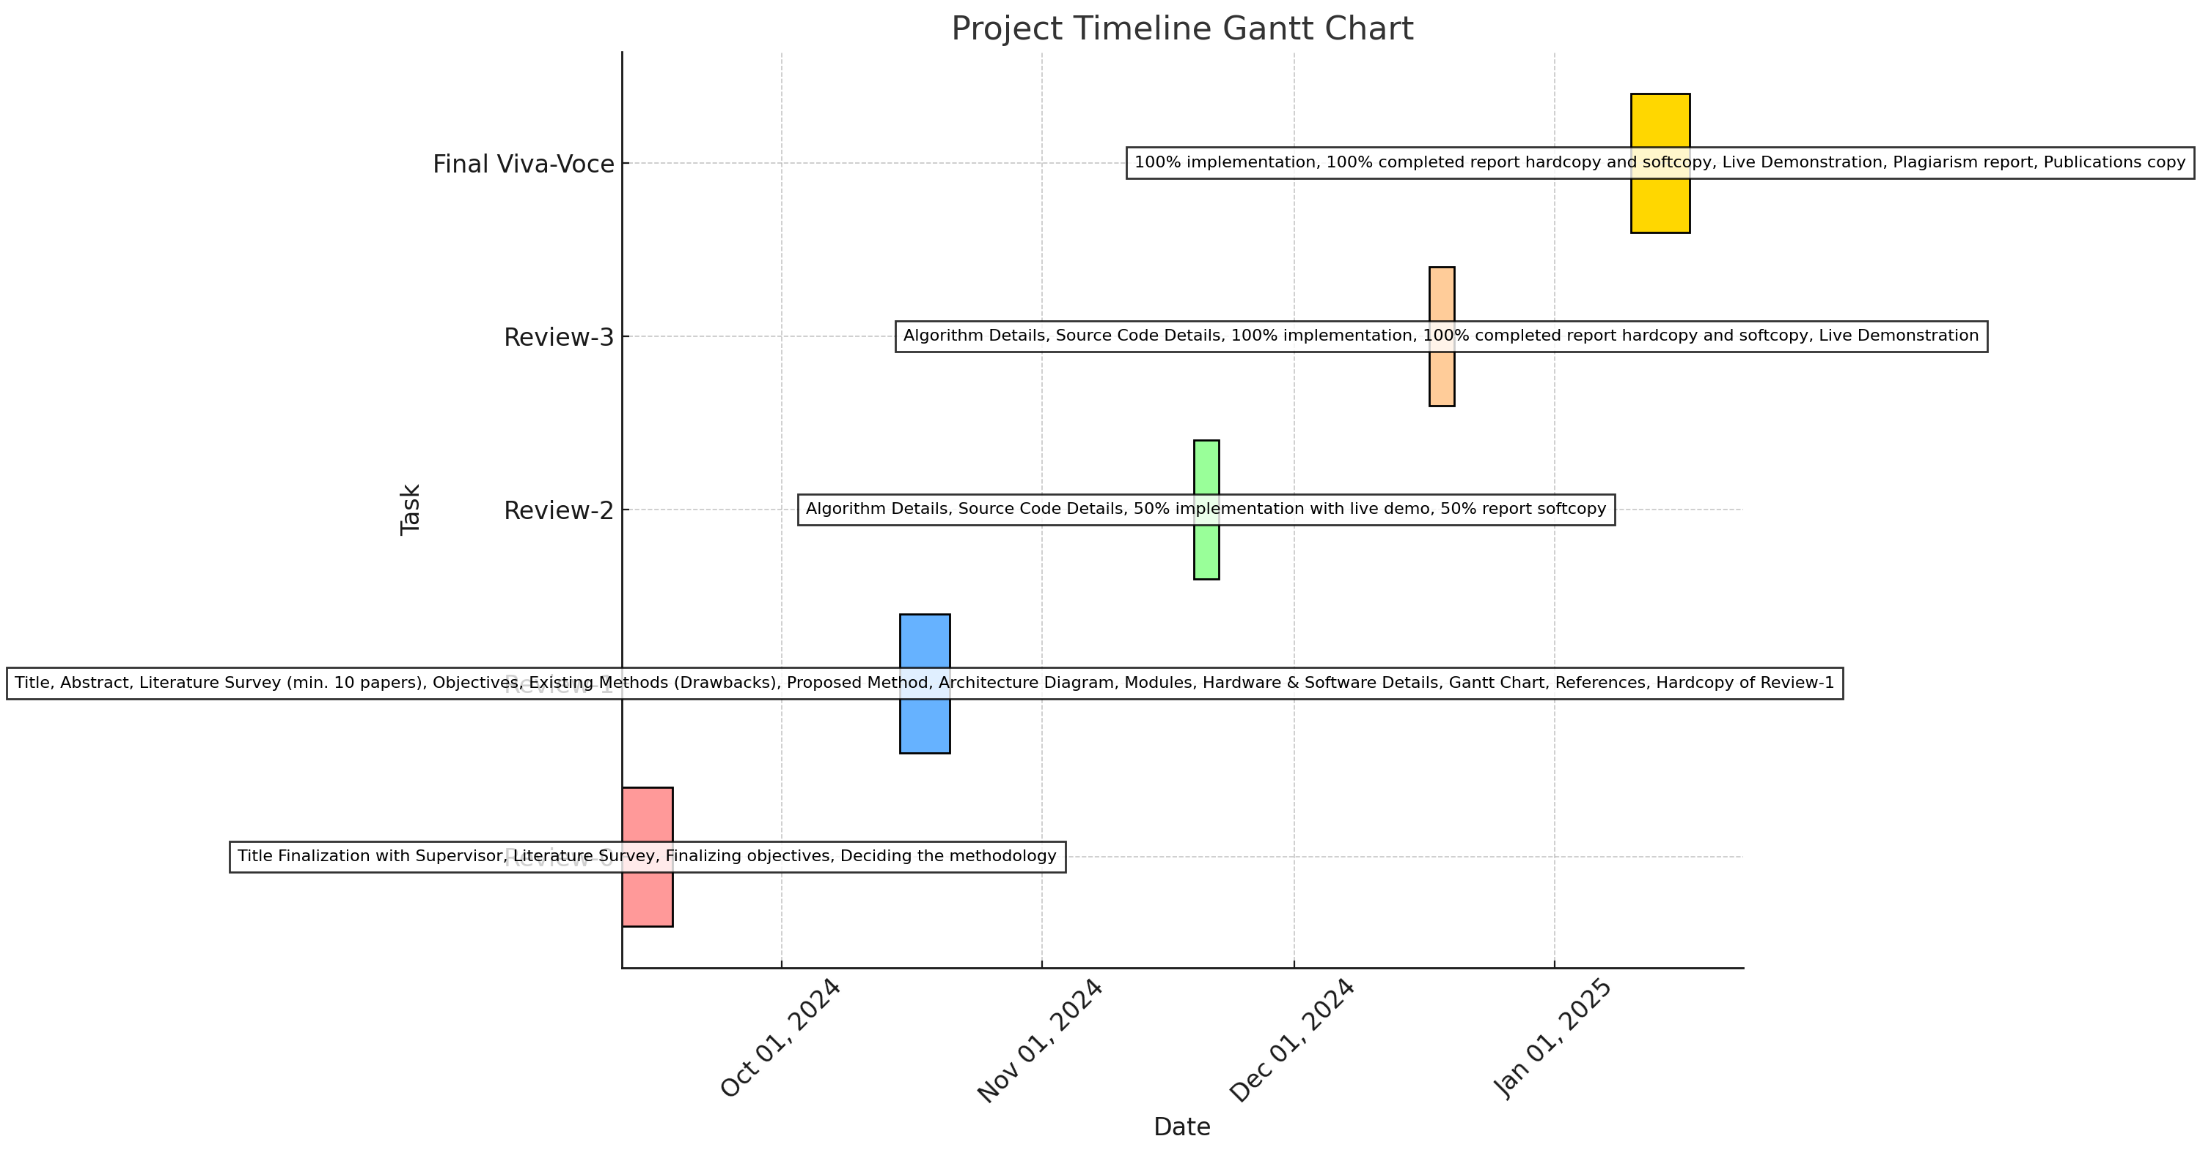 Project Timeline Gantt Chart
Final Viva-Voce
100% implementation, 100% completed report hardcopy and softcopy, Live Demonstration, Plagiarism report, Publications copy
Review-3
Algorithm Details, Source Code Details, 100% implementation, 100% completed report hardcopy and softcopy, Live Demonstration
Task
Review-2
Algorithm Details, Source Code Details, 50% implementation with live demo, 50% report softcopy
Review-1
Title, Abstract, Literature Survey (min. 10 papers), Objectives, Existing Methods (Drawbacks), Proposed Method, Architecture Diagram, Modules, Hardware & Software Details, Gantt Chart, References, Hardcopy of Review-1
Review-0
Title Finalization with Supervisor, Literature Survey, Finalizing objectives, Deciding the methodology
Oct 01, 2024
Nov 01, 2024
Dec 01, 2024
Jan 01, 2025
Date